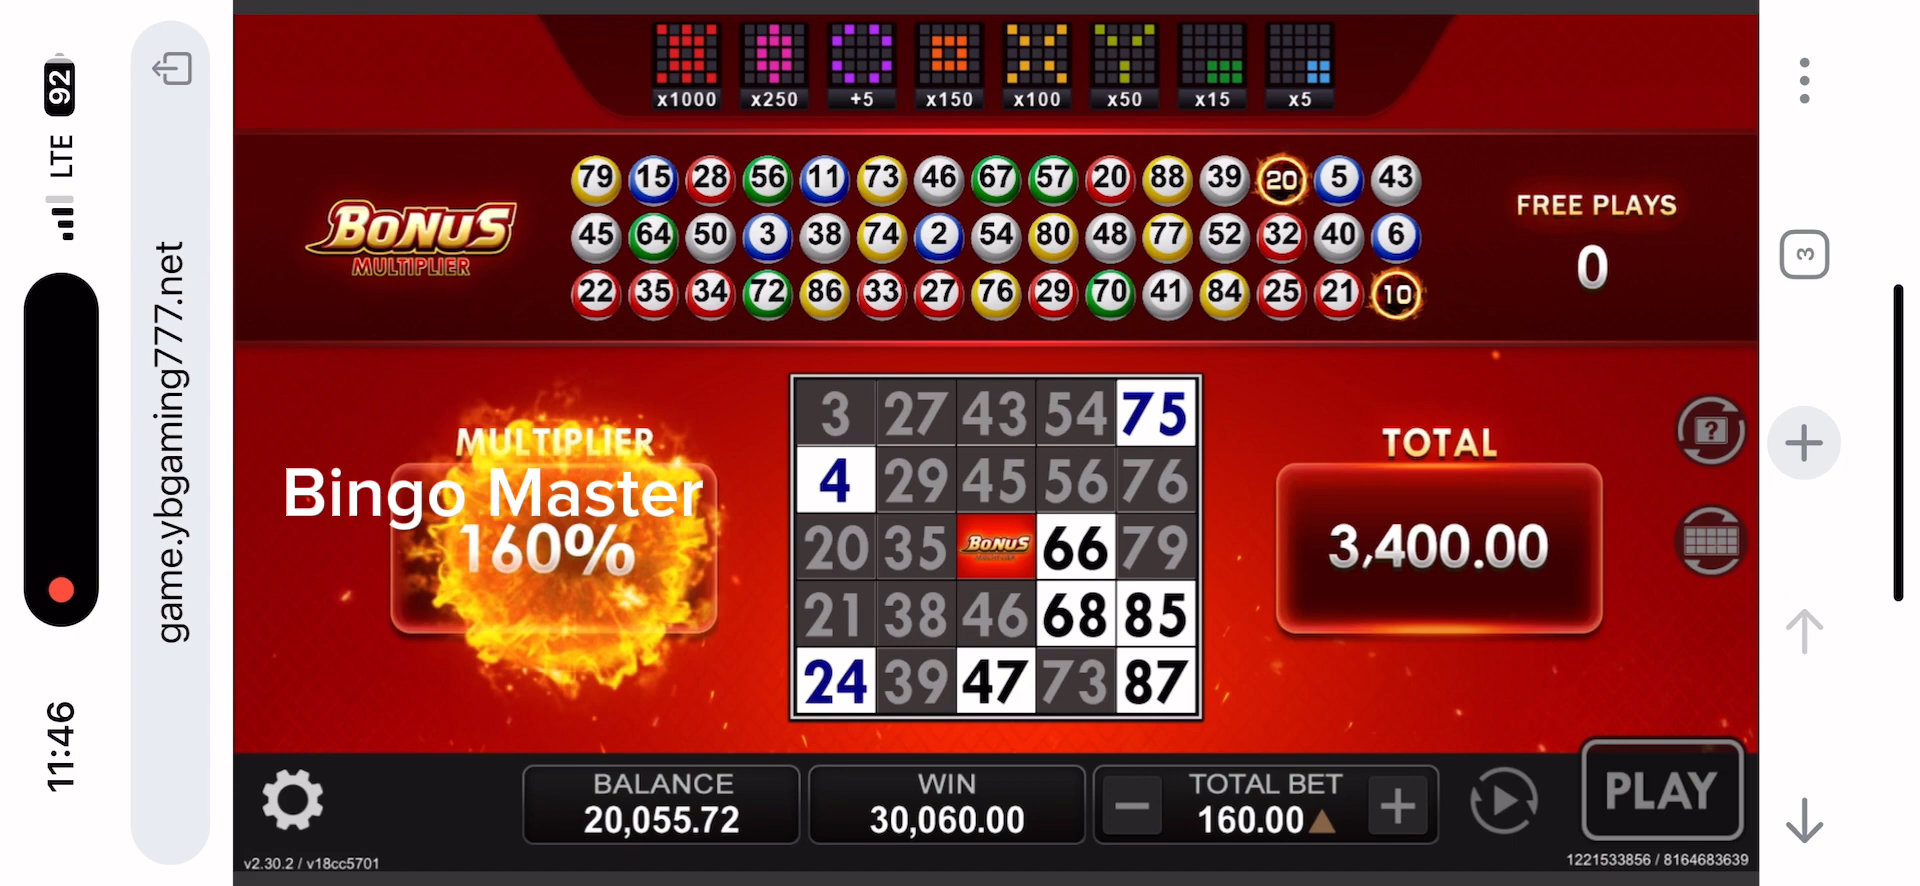 x1000 x250 +5 x150 x100 x50 x15 x5
79 15 28 56 11 73 46 67 57 20 88 39 20 5 43
45 64 50 3 38 74 2 54 80 48 77 52 32 40 6
22 35 34 72 86 33 27 76 29 70 41 84 25 21 10
BONUS
MULTIPLIER
FREE PLAYS
0
MULTIPLIER
Bingo Master
160%
3 27 43 54 75
4 29 45 56 76
20 35 BONUS 66 79
21 38 46 68 85
24 39 47 73 87
TOTAL
3,400.00
?
BALANCE
20,055.72
WIN
30,060.00
TOTAL BET
160.00
PLAY
v2.30.2 / v18cc5701
1221533856 / 8164683639
11:46
LTE
92
game.ybgaming777.net
3